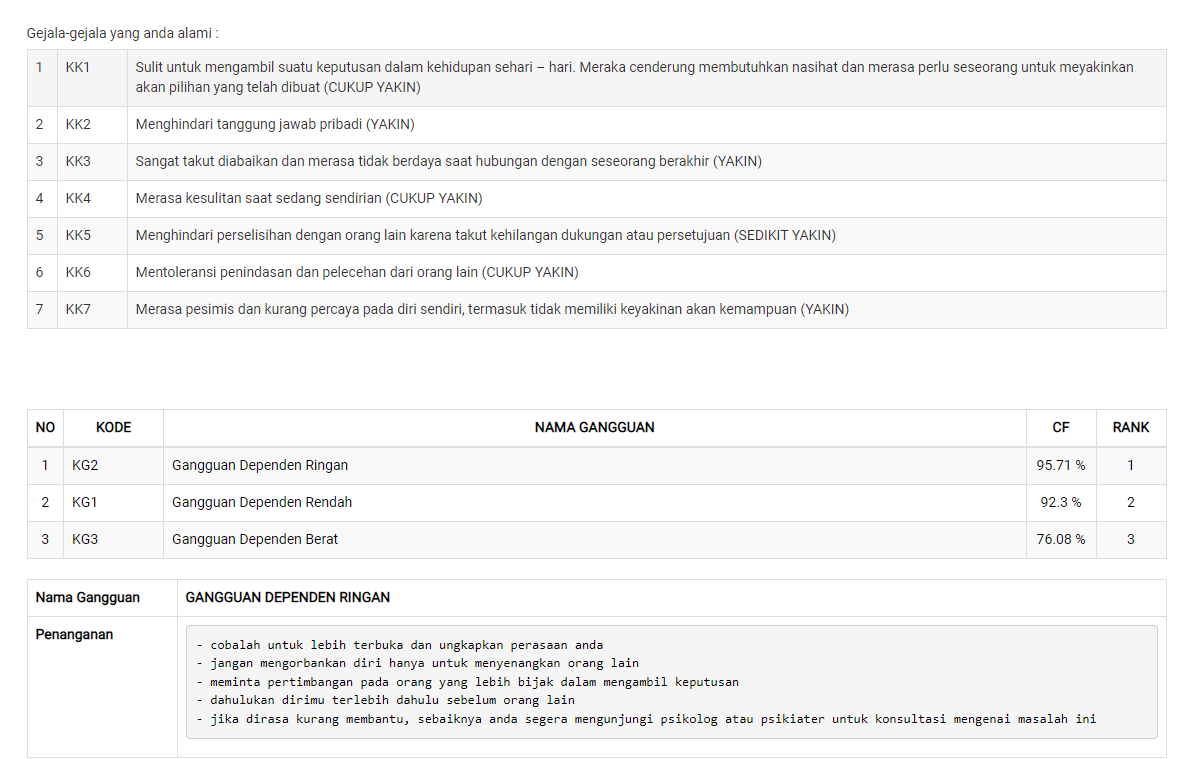 Gejala-gejala yang anda alami :
1 KK1 Sulit untuk mengambil suatu keputusan dalam kehidupan sehari – hari. Meraka cenderung membutuhkan nasihat dan merasa perlu seseorang untuk meyakinkan
akan pilihan yang telah dibuat (CUKUP YAKIN)
2 KK2 Menghindari tanggung jawab pribadi (YAKIN)
3 KK3 Sangat takut diabaikan dan merasa tidak berdaya saat hubungan dengan seseorang berakhir (YAKIN)
4 KK4 Merasa kesulitan saat sedang sendirian (CUKUP YAKIN)
5 KK5 Menghindari perselisihan dengan orang lain karena takut kehilangan dukungan atau persetujuan (SEDIKIT YAKIN)
6 KK6 Mentoleransi penindasan dan pelecehan dari orang lain (CUKUP YAKIN)
7 KK7 Merasa pesimis dan kurang percaya pada diri sendiri, termasuk tidak memiliki keyakinan akan kemampuan (YAKIN)
NO KODE NAMA GANGGUAN CF RANK
1 KG2 Gangguan Dependen Ringan 95.71 % 1
2 KG1 Gangguan Dependen Rendah 92.3 % 2
3 KG3 Gangguan Dependen Berat 76.08 % 3
Nama Gangguan GANGGUAN DEPENDEN RINGAN
Penanganan
- cobalah untuk lebih terbuka dan ungkapkan perasaan anda
- jangan mengorbankan diri hanya untuk menyenangkan orang lain
- meminta pertimbangan pada orang yang lebih bijak dalam mengambil keputusan
- dahulukan dirimu terlebih dahulu sebelum orang lain
- jika dirasa kurang membantu, sebaiknya anda segera mengunjungi psikolog atau psikiater untuk konsultasi mengenai masalah ini